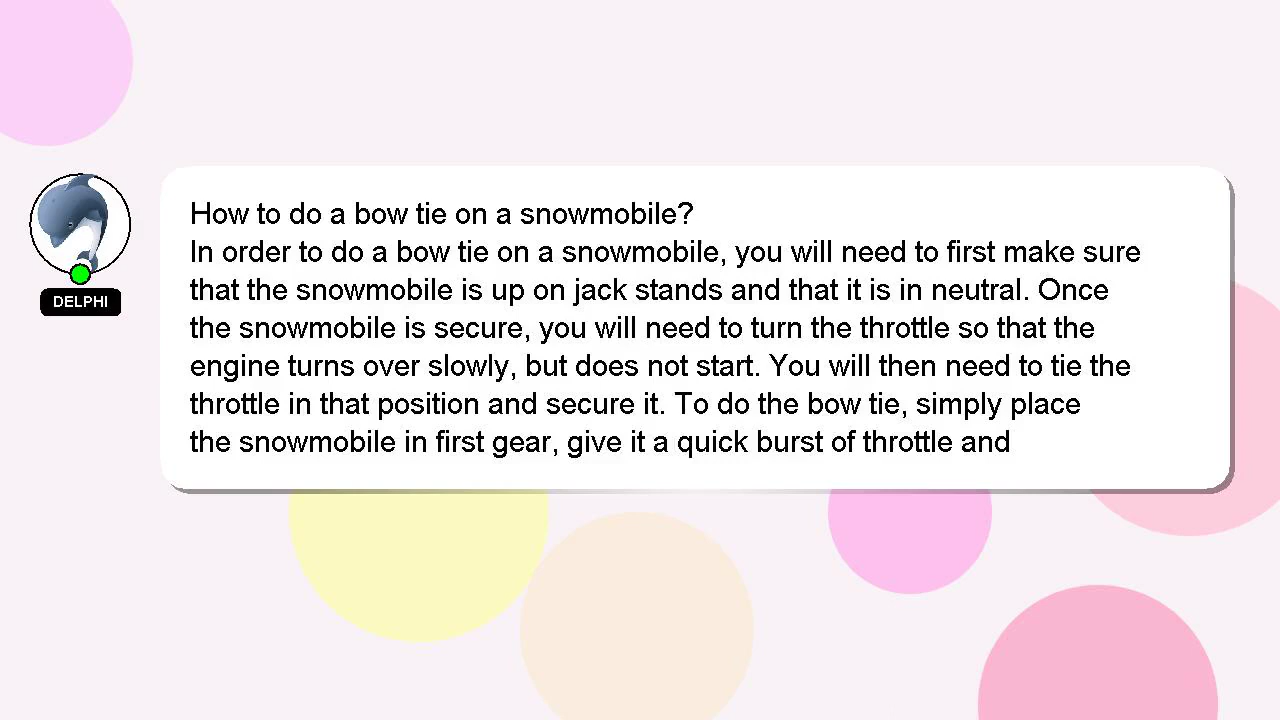 How to do a bow tie on a snowmobile?
In order to do a bow tie on a snowmobile, you will need to first make sure
that the snowmobile is up on jack stands and that it is in neutral. Once
the snowmobile is secure, you will need to turn the throttle so that the
engine turns over slowly, but does not start. You will then need to tie the
throttle in that position and secure it. To do the bow tie, simply place
the snowmobile in first gear, give it a quick burst of throttle and
DELPHI